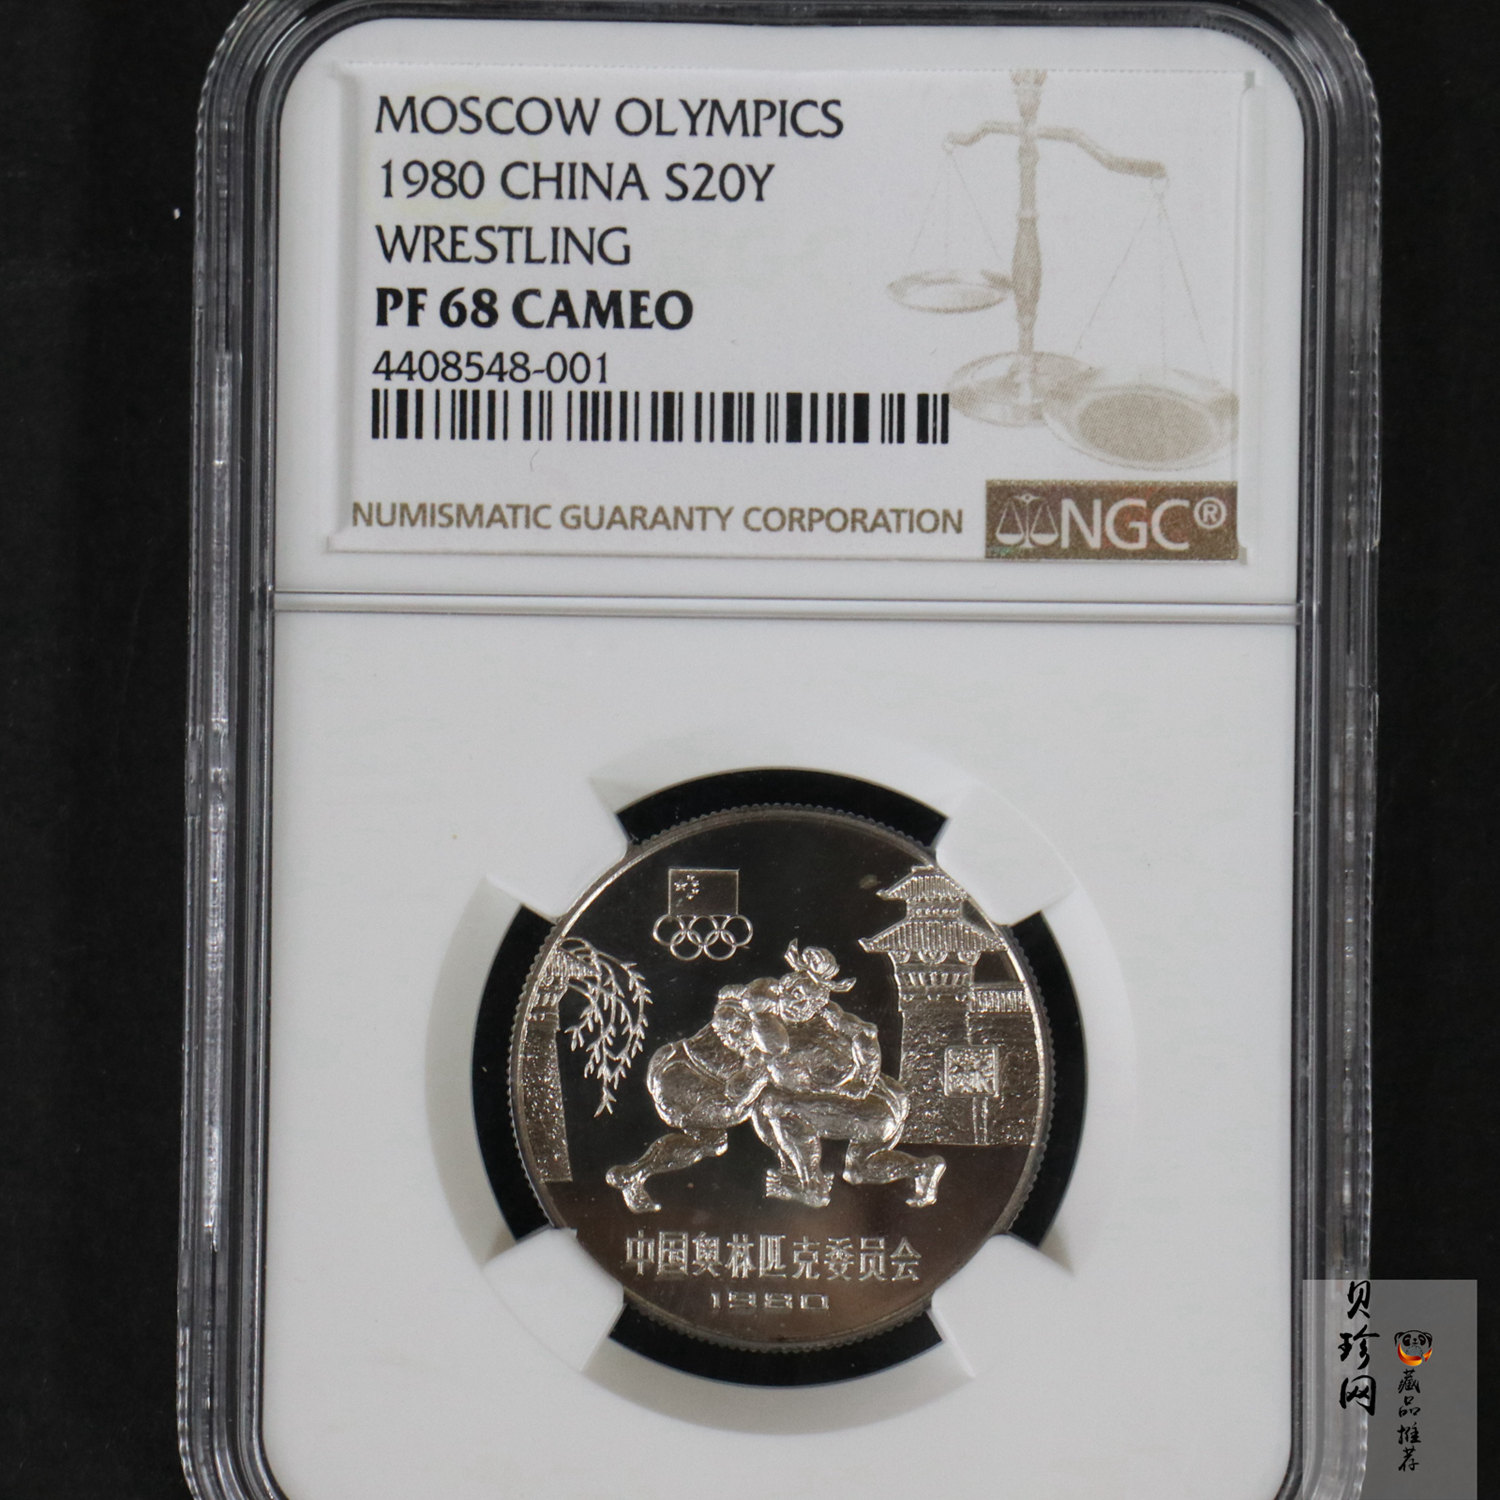 MOSCOW OLYMPICS
1980 CHINA S20Y
WRESTLING
PF 68 CAMEO
4408548-001
NUMISMATIC GUARANTY CORPORATION
NGC®
中国奥林匹克委员会
1980
贝珍网
藏品推荐